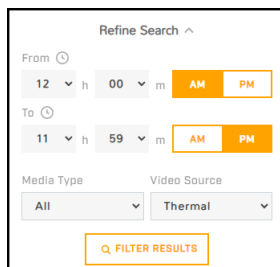 Refine Search
From
12 h 00 m AM PM
To
11 h 59 m AM PM
Media Type Video Source
All Thermal
FILTER RESULTS